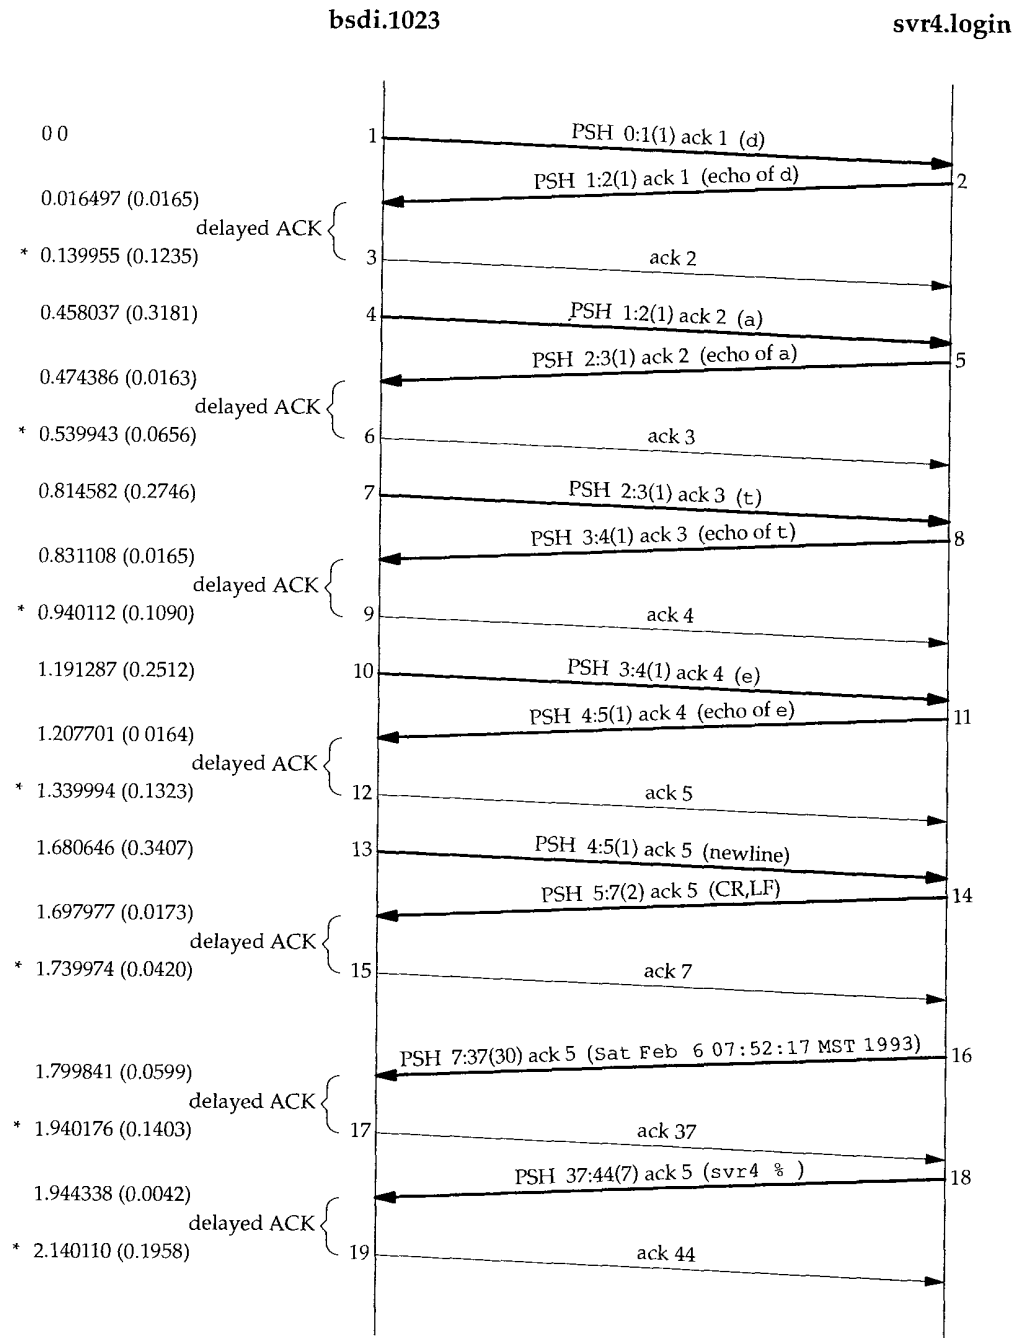 bsdi.1023
svr4.login
0 0
1
PSH 0:1(1) ack 1 (d)
PSH 1:2(1) ack 1 (echo of d)
2
0.016497 (0.0165)
delayed ACK
* 0.139955 (0.1235)
3
ack 2
0.458037 (0.3181)
4
PSH 1:2(1) ack 2 (a)
PSH 2:3(1) ack 2 (echo of a)
5
0.474386 (0.0163)
delayed ACK
* 0.539943 (0.0656)
6
ack 3
0.814582 (0.2746)
7
PSH 2:3(1) ack 3 (t)
PSH 3:4(1) ack 3 (echo of t)
8
0.831108 (0.0165)
delayed ACK
* 0.940112 (0.1090)
9
ack 4
1.191287 (0.2512)
10
PSH 3:4(1) ack 4 (e)
PSH 4:5(1) ack 4 (echo of e)
11
1.207701 (0 0164)
delayed ACK
* 1.339994 (0.1323)
12
ack 5
1.680646 (0.3407)
13
PSH 4:5(1) ack 5 (newline)
PSH 5:7(2) ack 5 (CR,LF)
14
1.697977 (0.0173)
delayed ACK
* 1.739974 (0.0420)
15
ack 7
PSH 7:37(30) ack 5 (Sat Feb 6 07:52:17 MST 1993)
16
1.799841 (0.0599)
delayed ACK
* 1.940176 (0.1403)
17
ack 37
PSH 37:44(7) ack 5 (svr4 % )
18
1.944338 (0.0042)
delayed ACK
* 2.140110 (0.1958)
19
ack 44